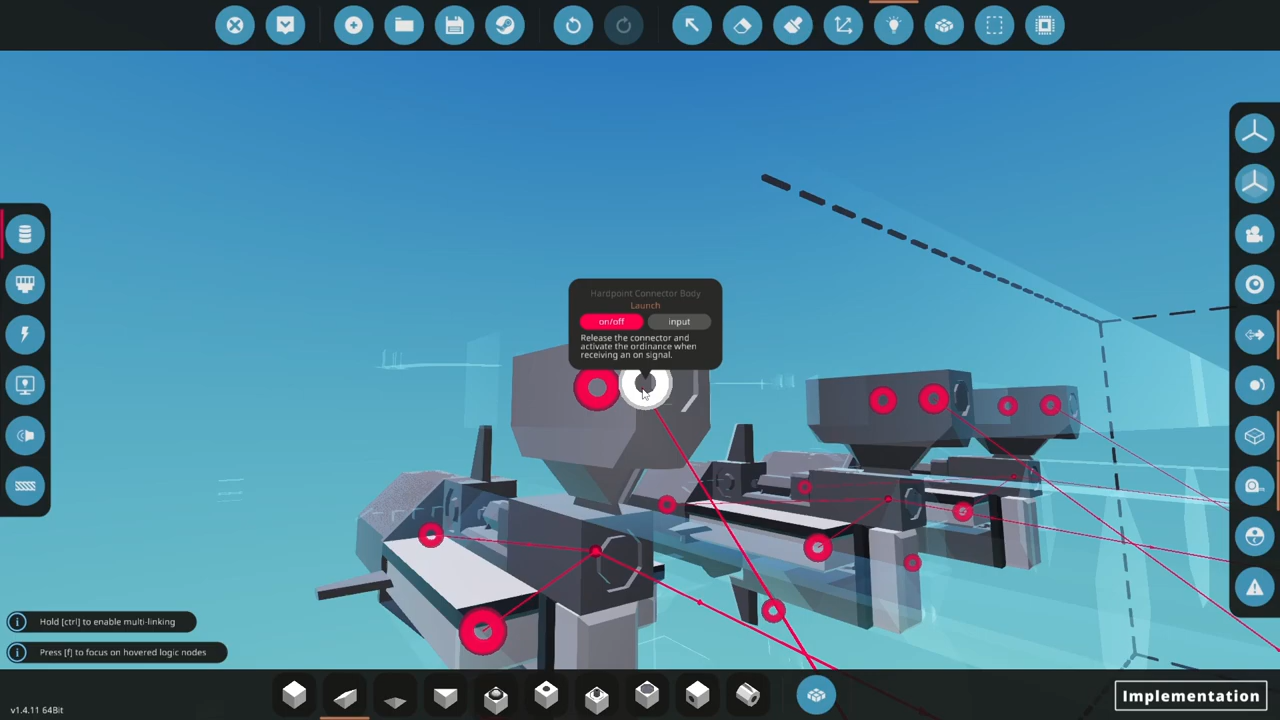 Hardpoint Connector Body
Launch
on/off input
Release the connector and
activate the ordinance when
receiving an on signal.
Hold [ctrl] to enable multi-linking
Press [f] to focus on hovered logic nodes
v1.4.11 64Bit
Implementation